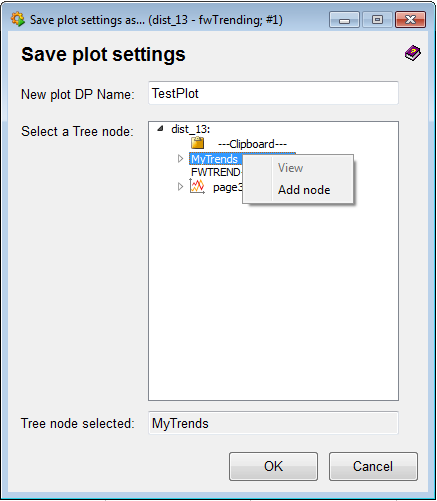 Save plot settings as... (dist_13 - fwTrending; #1)
Save plot settings
New plot DP Name: TestPlot
Select a Tree node: dist_13:
---Clipboard---
MyTrends View
FWTREND
page3 Add node
Tree node selected: MyTrends
OK Cancel